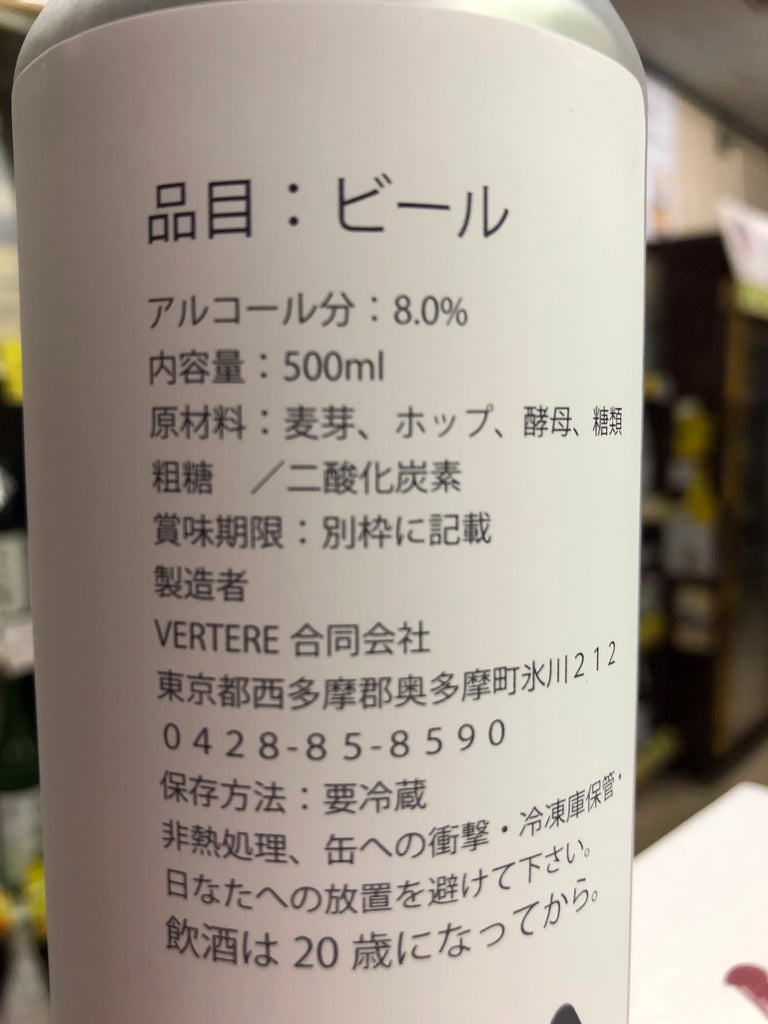 品目：ビール
アルコール分：8.0%
内容量：500ml
原材料：麦芽、ホップ、酵母、糖類
粗糖　／二酸化炭素
賞味期限：別枠に記載
製造者
VERTERE 合同会社
東京都西多摩郡奥多摩町氷川２１２
０４２８-８５-８５９０
保存方法：要冷蔵
非熱処理、缶への衝撃・冷凍庫保管・
日なたへの放置を避けて下さい。
飲酒は 20 歳になってから。